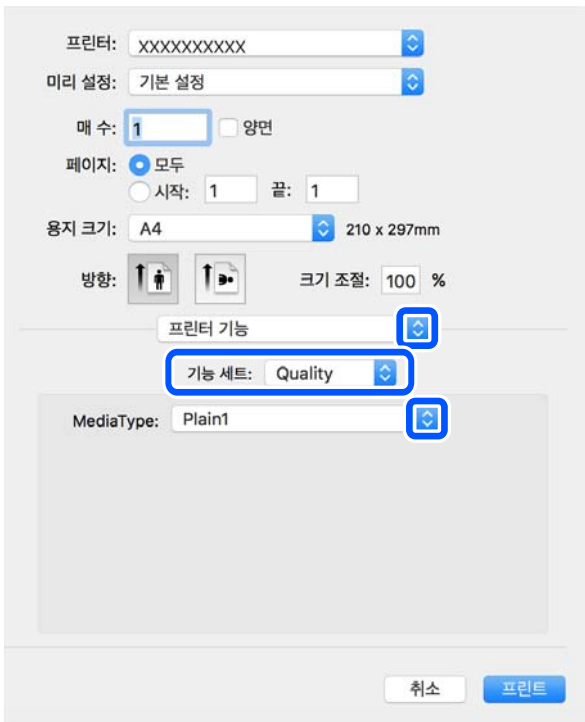 프린터: XXXXXXXXXX
미리 설정: 기본 설정
매 수: 1 양면
페이지: 모두
시작: 1 끝: 1
용지 크기: A4 210 x 297mm
방향: 크기 조절: 100 %
프린터 기능
기능 세트: Quality
MediaType: Plain1
취소 프린트